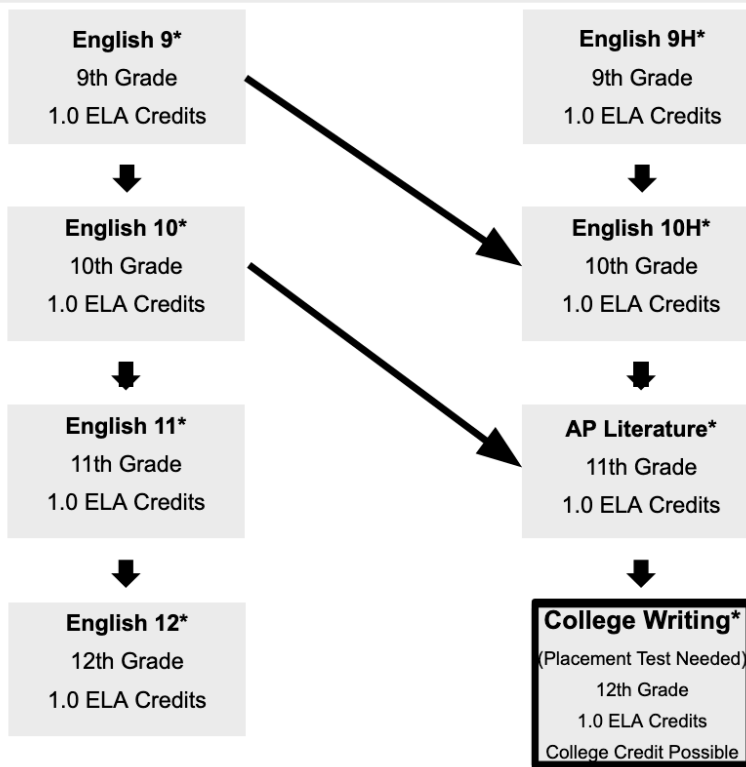 English 9*
9th Grade
1.0 ELA Credits
English 9H*
9th Grade
1.0 ELA Credits
English 10*
10th Grade
1.0 ELA Credits
English 10H*
10th Grade
1.0 ELA Credits
English 11*
11th Grade
1.0 ELA Credits
AP Literature*
11th Grade
1.0 ELA Credits
English 12*
12th Grade
1.0 ELA Credits
College Writing*
(Placement Test Needed)
12th Grade
1.0 ELA Credits
College Credit Possible